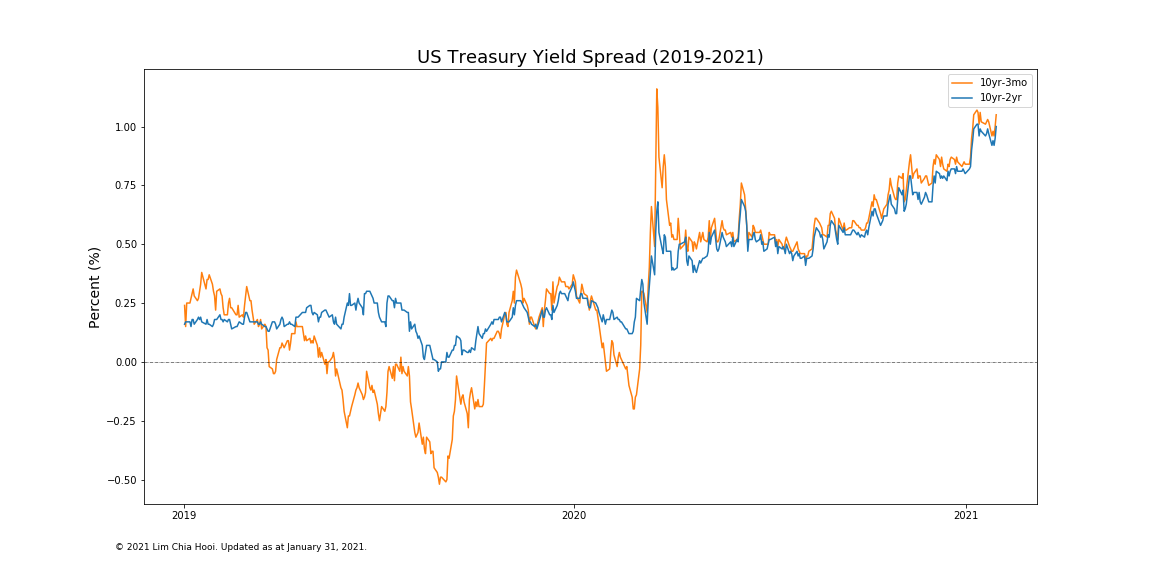 US Treasury Yield Spread (2019-2021)
10yr-3mo
10yr-2yr
Percent (%)
1.00
0.75
0.50
0.25
0.00
−0.25
−0.50
2019
2020
2021
© 2021 Lim Chia Hooi. Updated as at January 31, 2021.